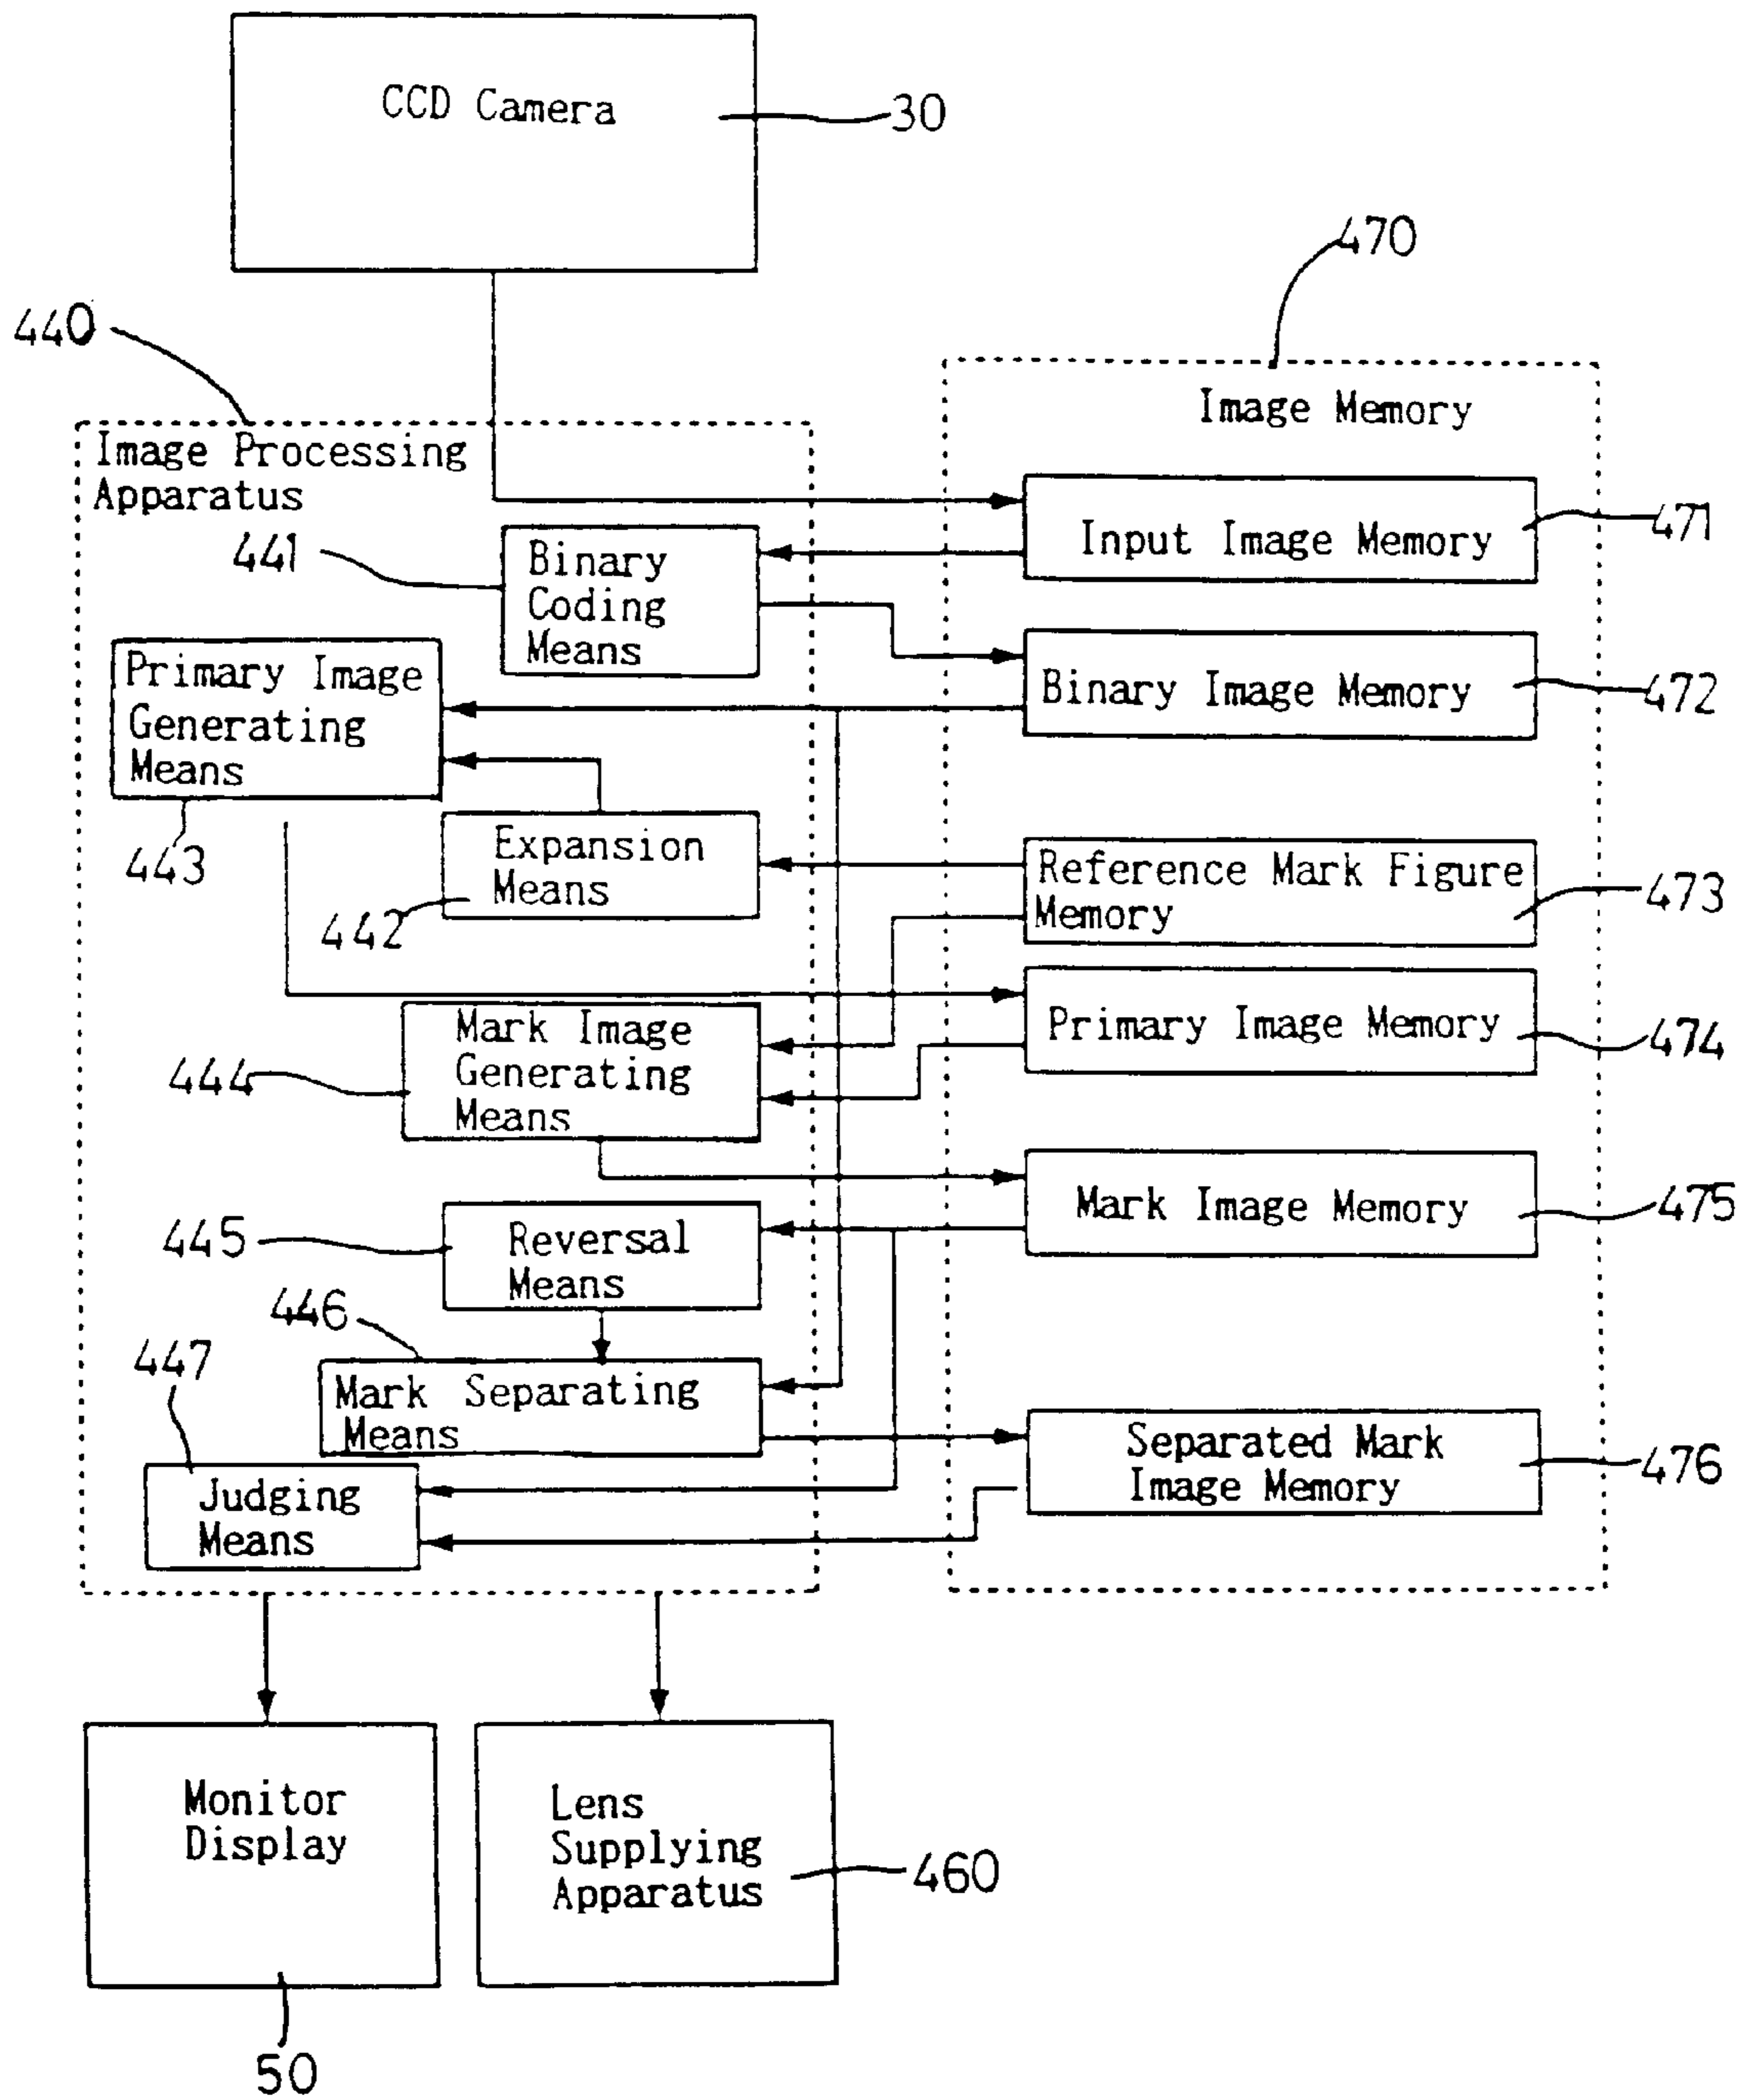 CCD Camera
30
470
440
Image Memory
Image Processing
Apparatus
471
Input Image Memory
441
Binary
Coding
Means
Primary Image
Generating
Means
Binary Image Memory
472
443
Expansion
Means
442
Reference Mark Figure
Memory
473
Mark Image
Generating
Means
444
Primary Image Memory
474
Mark Image Memory
475
445
Reversal
Means
446
447
Mark Separating
Means
Separated Mark
Image Memory
476
Judging
Means
Monitor
Display
Lens
Supplying
Apparatus
460
50